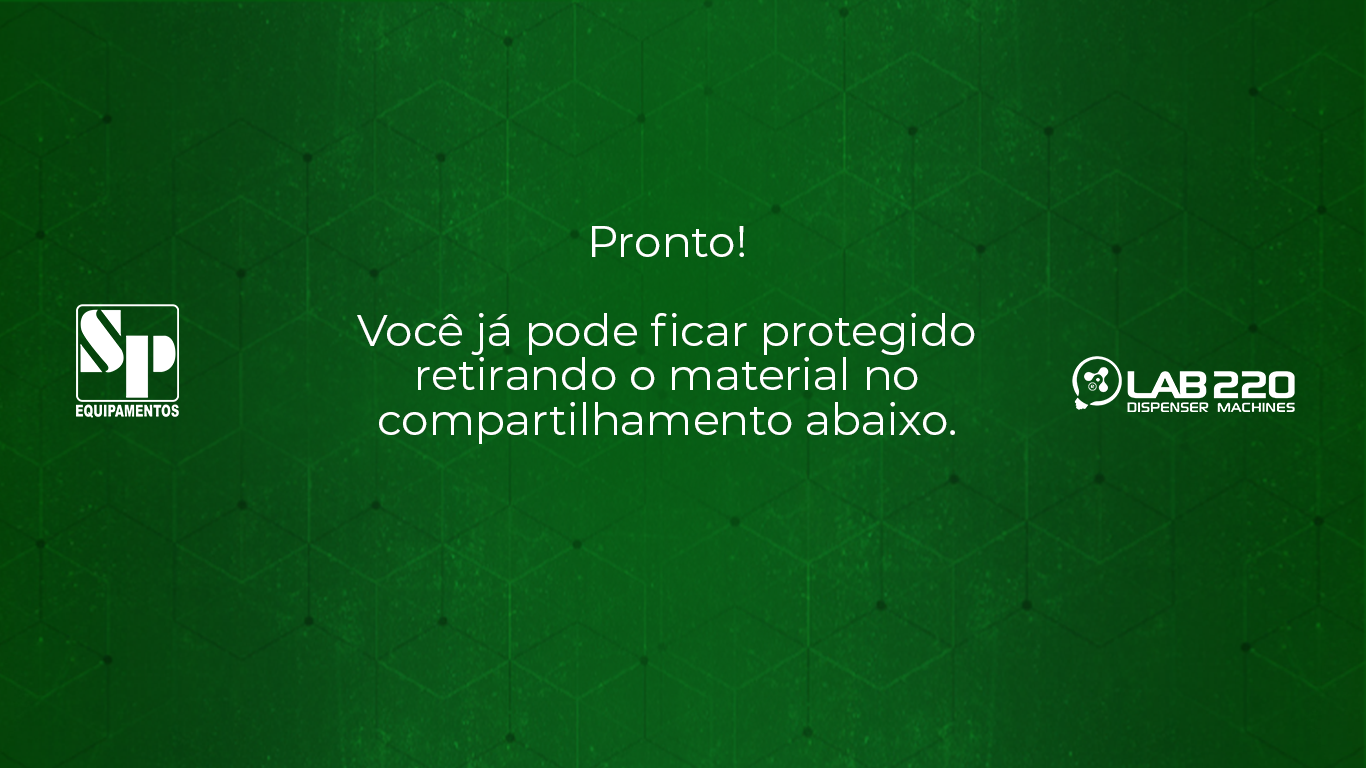 Pronto!
Você já pode ficar protegido
retirando o material no
compartilhamento abaixo.
SP
EQUIPAMENTOS
LAB 220
DISPENSER MACHINES